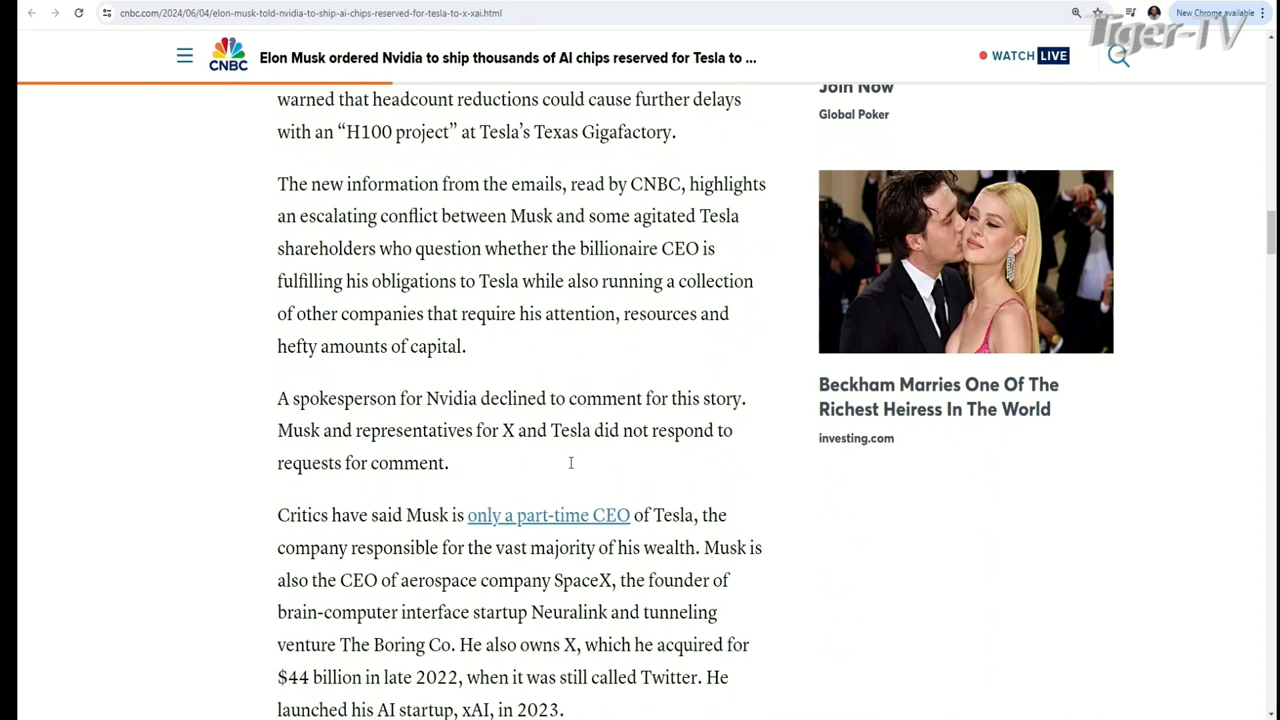 cnbc.com/2024/06/04/elon-musk-told-nvidia-to-ship-ai-chips-reserved-for-tesla-to-x-xai.html
New Chrome available
Tiger-TV
CNBC
Elon Musk ordered Nvidia to ship thousands of AI chips reserved for Tesla to ...
WATCH LIVE
warned that headcount reductions could cause further delays
with an “H100 project” at Tesla’s Texas Gigafactory.
The new information from the emails, read by CNBC, highlights
an escalating conflict between Musk and some agitated Tesla
shareholders who question whether the billionaire CEO is
fulfilling his obligations to Tesla while also running a collection
of other companies that require his attention, resources and
hefty amounts of capital.
A spokesperson for Nvidia declined to comment for this story.
Musk and representatives for X and Tesla did not respond to
requests for comment.
Critics have said Musk is only a part-time CEO of Tesla, the
company responsible for the vast majority of his wealth. Musk is
also the CEO of aerospace company SpaceX, the founder of
brain-computer interface startup Neuralink and tunneling
venture The Boring Co. He also owns X, which he acquired for
$44 billion in late 2022, when it was still called Twitter. He
launched his AI startup, xAI, in 2023.
Join Now
Global Poker
Beckham Marries One Of The
Richest Heiress In The World
investing.com